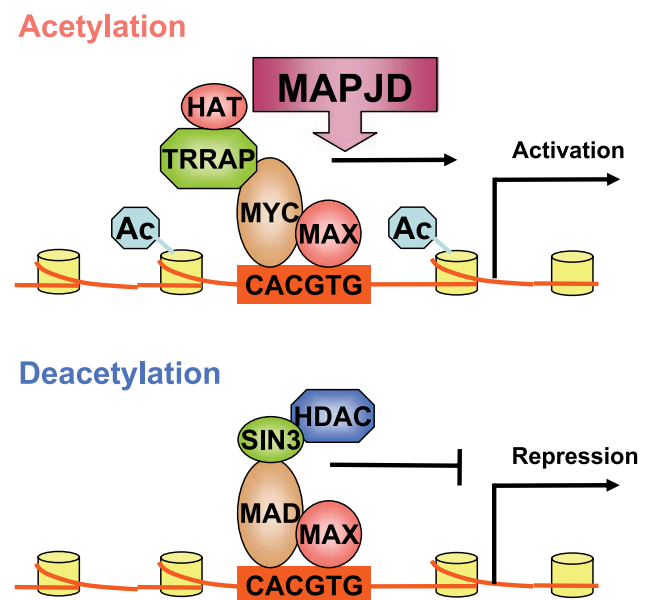 Acetylation
MAPJD
HAT
TRRAP
Activation
MYC
MAX
Ac
Ac
CACGTG
Deacetylation
HDAC
SIN3
Repression
MAD
MAX
CACGTG